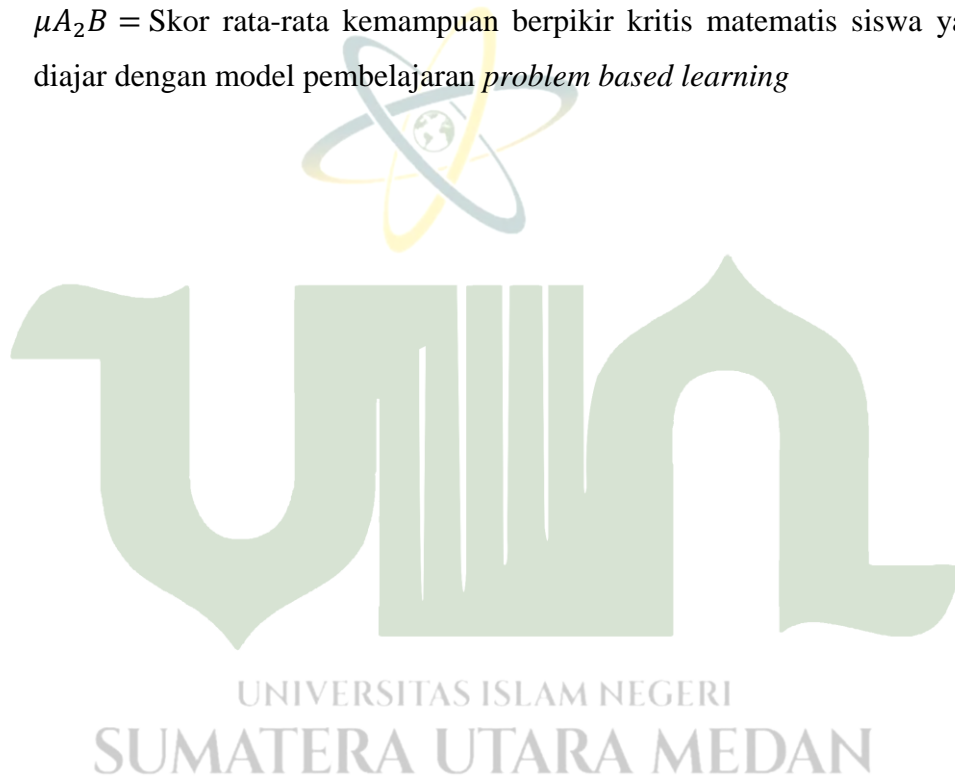 𝜇𝐴₂𝐵 = Skor rata-rata kemampuan berpikir kritis matematis siswa
diajar dengan model pembelajaran problem based learning
UNIVERSITAS ISLAM NEGERI
SUMATERA UTARA MEDAN